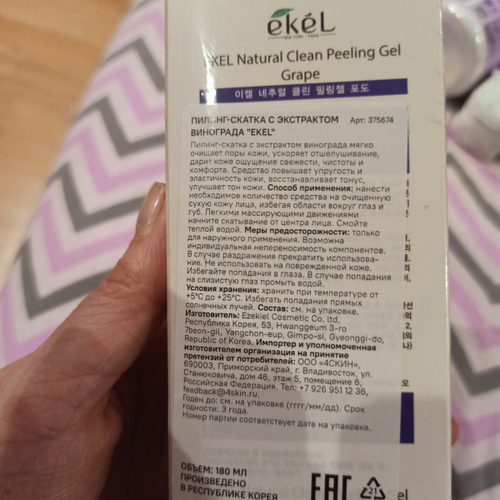 ekeL
NEW YORK - PARIS
EKEL Natural Clean Peeling Gel
Grape
이켈 네추럴 클린 필링젤 포도
ПИЛИНГ-СКАТКА С ЭКСТРАКТОМ Арт: 375674
ВИНОГРАДА "EKEL"
Пилинг-скатка с экстрактом винограда мягко
очищает поры кожи, ускоряет отшелушивание,
дарит коже ощущение свежести, чистоты и
комфорта. Средство повышает упругость и
эластичность кожи, восстанавливает тонус,
улучшает тон кожи. Способ применения: нанести
необходимое количество средства на очищенную
сухую кожу лица, избегая области вокруг глаз и
губ. Легкими массирующими движениями
начните скатывание от центра лица. Смойте
теплой водой. Меры предосторожности: только
для наружного применения. Возможна
индивидуальная непереносимость компонентов.
В случае раздражения прекратить использова-
ние. Не использовать на поврежденной коже.
Избегайте попадания в глаза. В случае попадания
на слизистую глаз промыть водой.
Условия хранения: хранить при температуре от
+5°С до +25°С. Избегать попадания прямых
солнечных лучей. Состав: см. на упаковке.
Изготовитель: Ezekiel Cosmetic Co. ltd,
Республика Корея, 53, Hwanggeum 3-ro
7beon-gil, Yangchon-eup, Gimpo-si, Gyeonggi-do,
Republic of Korea. Импортер и уполномоченная
изготовителем организация на принятие
претензий от потребителей: ООО «4СКИН»,
690003, Приморский край, г. Владивосток, ул.
Станюковича, дом 46, этаж 5, помещение 6,
Российская Федерация. Тел: +7 926 951 12 36,
feedback@4skin.ru.
Годен до: см. на упаковке (гггг/мм/дд). Срок
годности: 3 года.
Номер партии соответствует дате на упаковке.
ОБЪЕМ: 180 МЛ
ПРОИЗВЕДЕНО
В РЕСПУБЛИКЕ КОРЕЯ
EAC
21
el